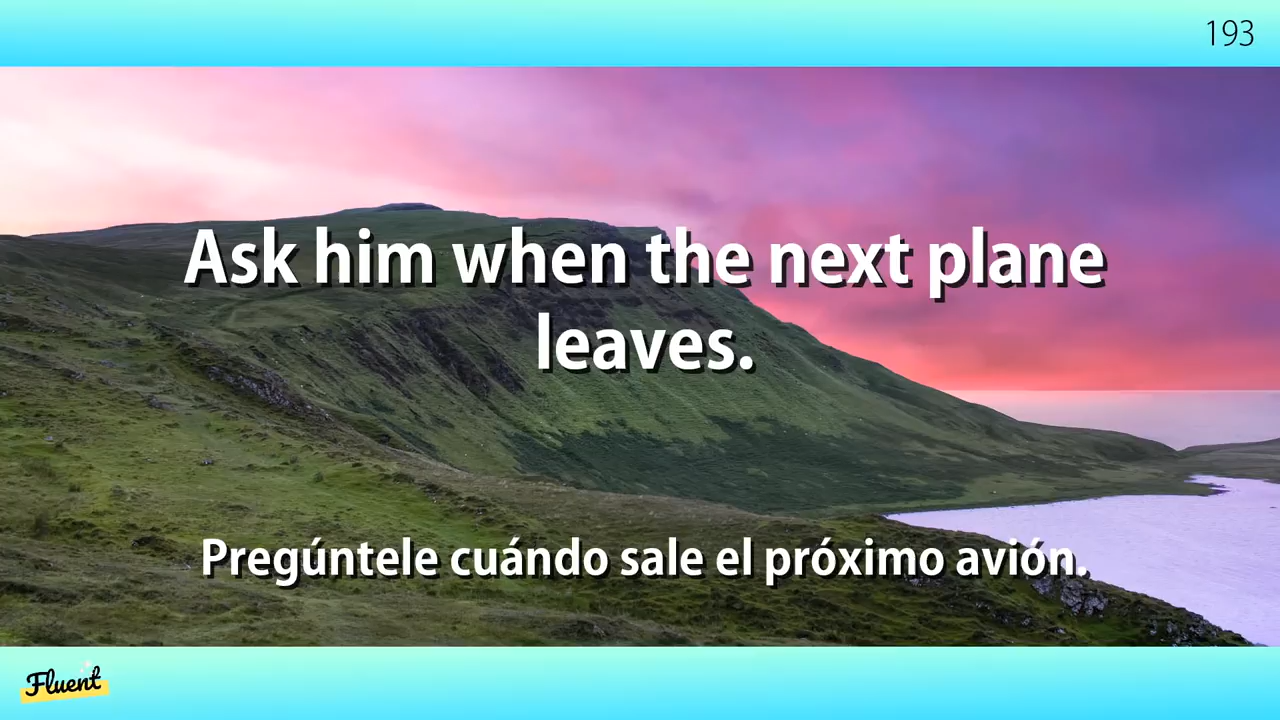 193
Ask him when the next plane
leaves.
Pregúntele cuándo sale el próximo avión.
Fluent